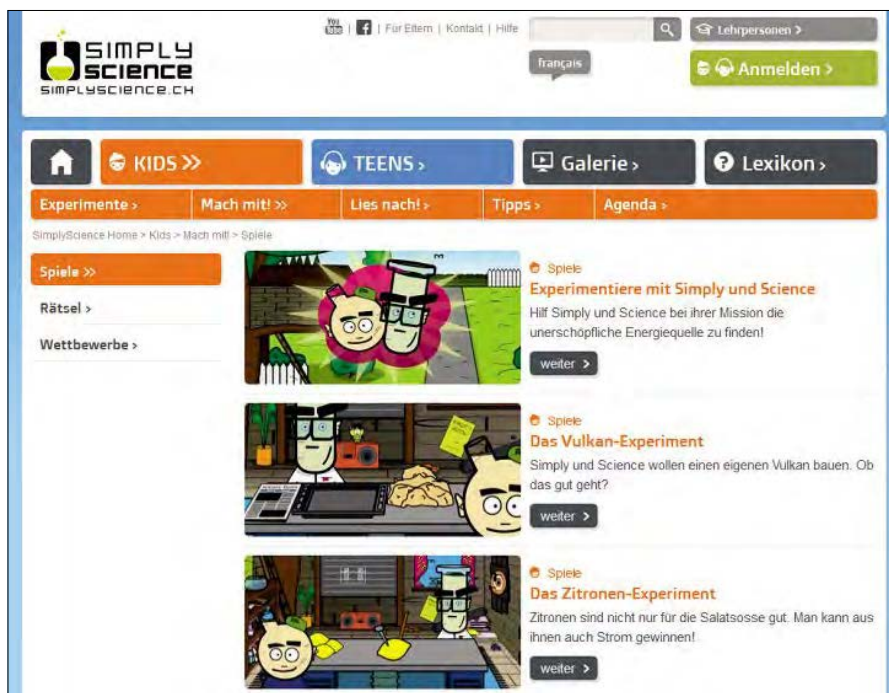 You
Tube | f | Für Eltern | Kontakt | Hilfe
Lehrpersonen >
SIMPLY
SCIENCE
SIMPLYSCIENCE.CH
français
Anmelden >
KIDS >>
TEENS >
Galerie >
? Lexikon >
Experimente > Mach mit! >> Lies nach! > Tipps > Agenda >
SimplyScience Home > Kids > Mach mit! > Spiele
Spiele >>
Rätsel >
Wettbewerbe >
Spiele
Experimentiere mit Simply und Science
Hilf Simply und Science bei ihrer Mission die
unerschöpfliche Energiequelle zu finden!
weiter >
Spiele
Das Vulkan-Experiment
Simply und Science wollen einen eigenen Vulkan bauen. Ob
das gut geht?
weiter >
Spiele
Das Zitronen-Experiment
Zitronen sind nicht nur für die Salatsosse gut. Man kann aus
ihnen auch Strom gewinnen!
weiter >